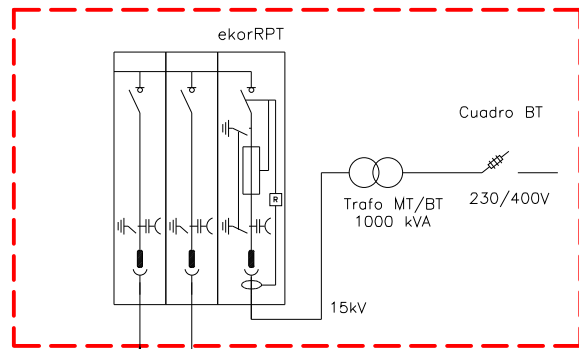 ekorRPT
Cuadro BT
R
Trafo MT/BT
1000 kVA
230/400V
15kV